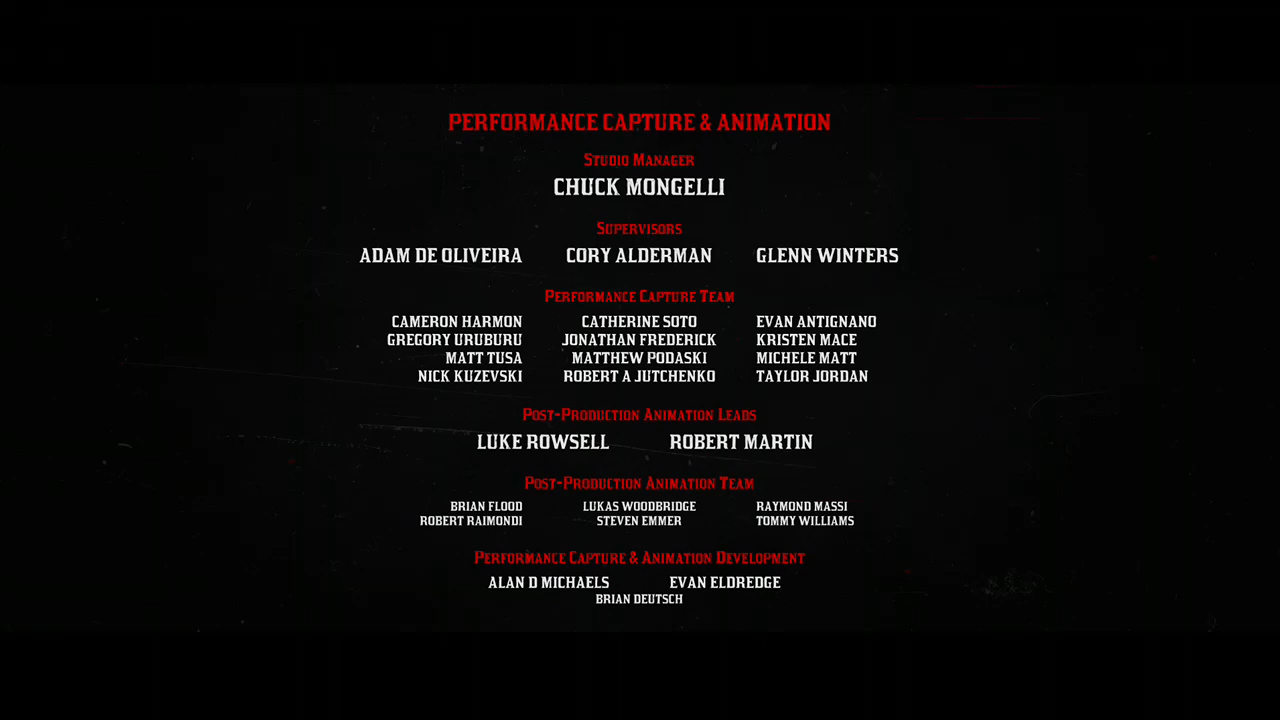 PERFORMANCE CAPTURE & ANIMATION
STUDIO MANAGER
CHUCK MONGELLI
SUPERVISORS
ADAM DE OLIVEIRA CORY ALDERMAN GLENN WINTERS
PERFORMANCE CAPTURE TEAM
CAMERON HARMON CATHERINE SOTO EVAN ANTIGNANO
GREGORY URUBURU JONATHAN FREDERICK KRISTEN MACE
MATT TUSA MATTHEW PODASKI MICHELE MATT
NICK KUZEVSKI ROBERT A JUTCHENKO TAYLOR JORDAN
POST-PRODUCTION ANIMATION LEADS
LUKE ROWSELL ROBERT MARTIN
POST-PRODUCTION ANIMATION TEAM
BRIAN FLOOD LUKAS WOODBRIDGE RAYMOND MASSI
ROBERT RAIMONDI STEVEN EMMER TOMMY WILLIAMS
PERFORMANCE CAPTURE & ANIMATION DEVELOPMENT
ALAN D MICHAELS EVAN ELDREDGE
BRIAN DEUTSCH